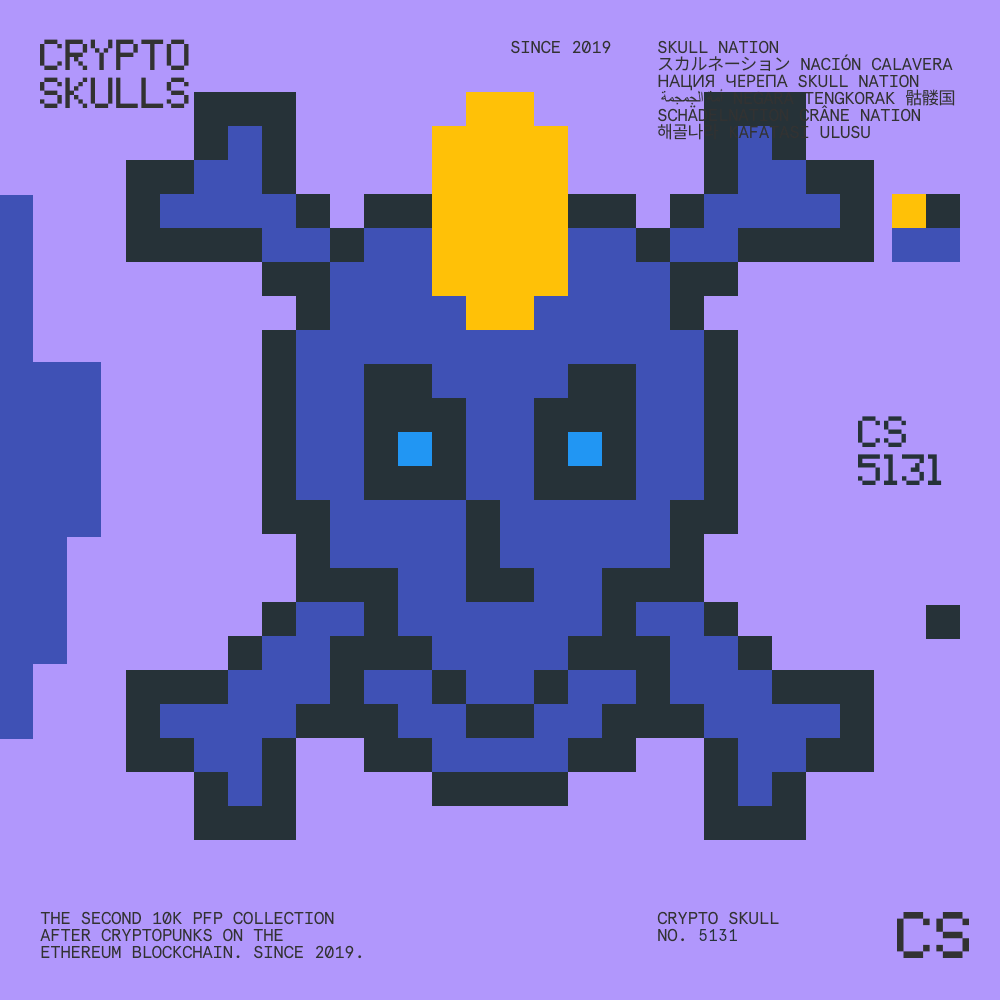 CRYPTO
SKULLS
SINCE 2019
SKULL NATION
スカルネーション NACIÓN CALAVERA
НАЦИЯ ЧЕРЕПА SKULL NATION
الجمجمة TENGKORAK 骷髅国
CRÂNE NATION
해골나 KAFA ULUSU
CS
5131
THE SECOND 10K PFP COLLECTION
AFTER CRYPTOPUNKS ON THE
ETHEREUM BLOCKCHAIN. SINCE 2019.
CRYPTO SKULL
NO. 5131
CS